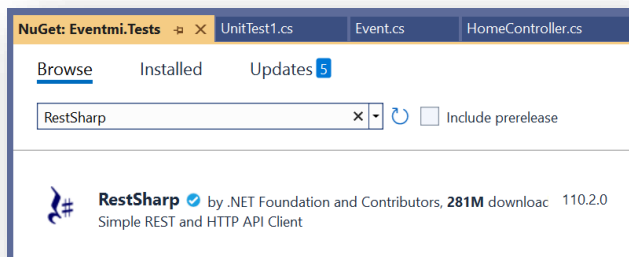 NuGet: Eventmi.Tests UnitTest1.cs Event.cs HomeController.cs
Browse Installed Updates 5
RestSharp Include prerelease
RestSharp by .NET Foundation and Contributors, 281M downloac 110.2.0
Simple REST and HTTP API Client